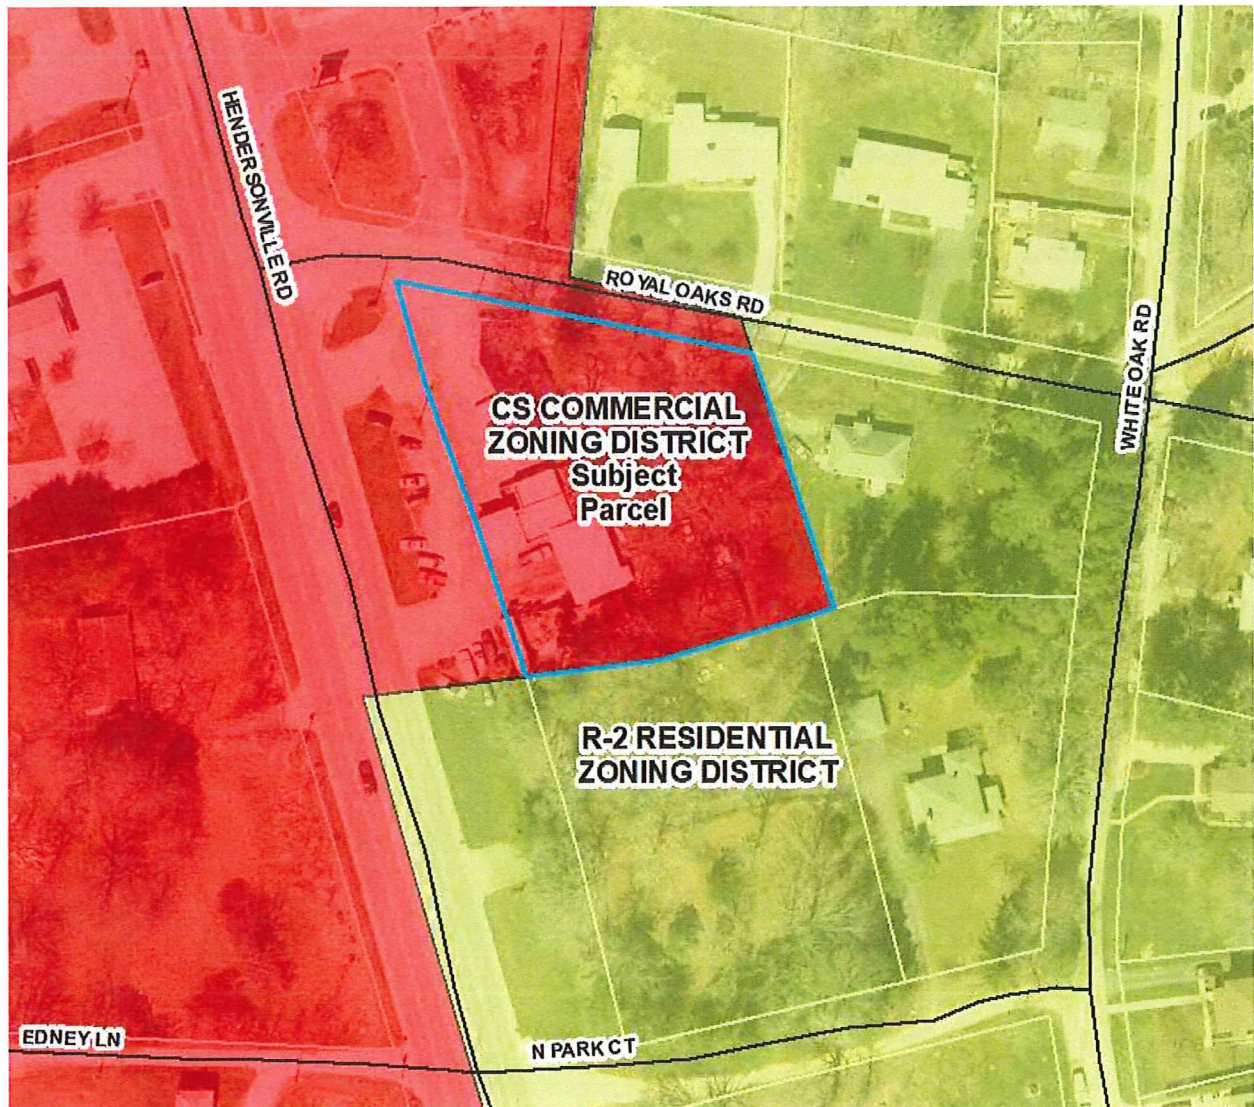 HENDERSONVILLE RD
ROYAL OAKS RD
WHITE OAK RD
CS COMMERCIAL
ZONING DISTRICT
Subject
Parcel
R-2 RESIDENTIAL
ZONING DISTRICT
EDNEY LN
N PARK CT